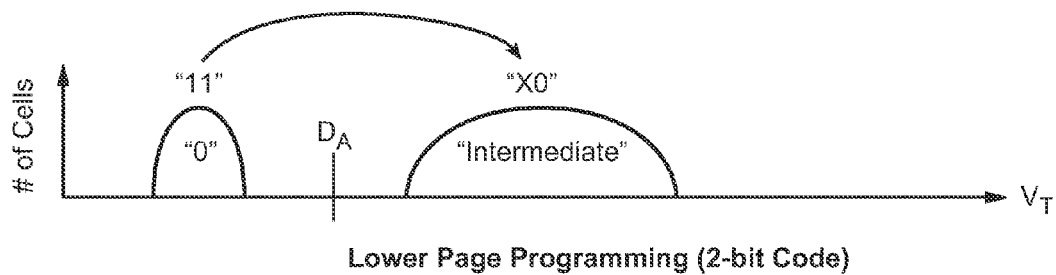 "11"
"X0"
# of Cells
"0"
D_A
"Intermediate"
V_T
Lower Page Programming (2-bit Code)